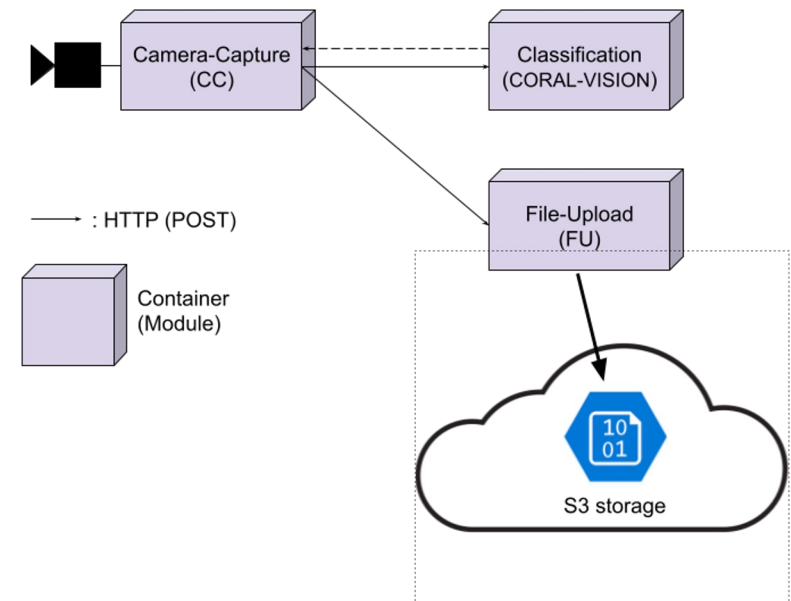 Camera-Capture
(CC)
Classification
(CORAL-VISION)
File-Upload
(FU)
: HTTP (POST)
Container
(Module)
10
01
S3 storage